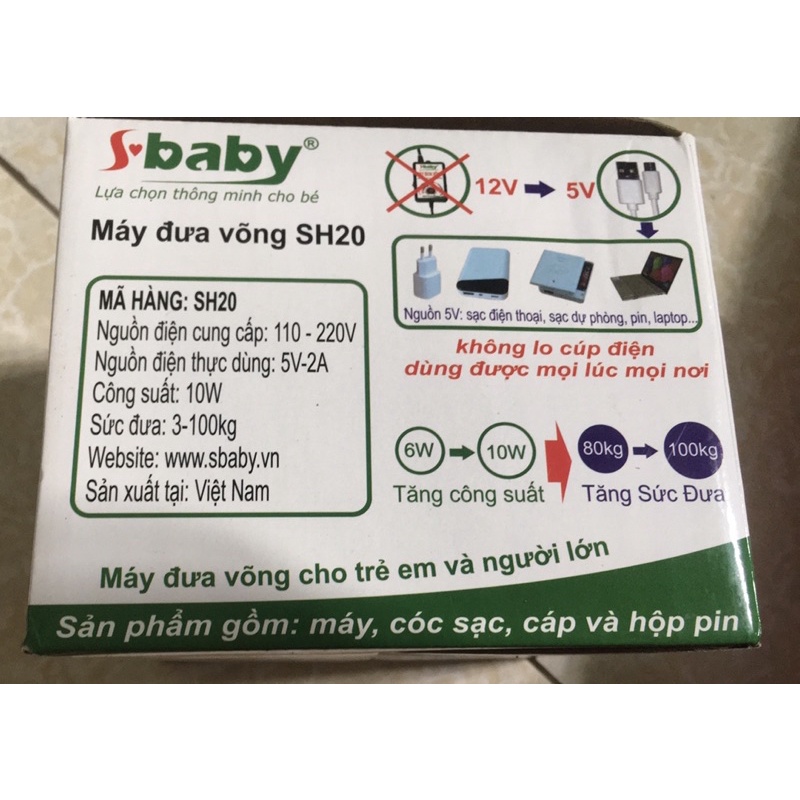 S♥baby®
Lựa chọn thông minh cho bé
Máy đưa võng SH20
MÃ HÀNG: SH20
Nguồn điện cung cấp: 110 - 220V
Nguồn điện thực dùng: 5V-2A
Công suất: 10W
Sức đưa: 3-100kg
Website: www.sbaby.vn
Sản xuất tại: Việt Nam
12V 5V
Nguồn 5V: sạc điện thoại, sạc dự phòng, pin, laptop...
không lo cúp điện
dùng được mọi lúc mọi nơi
6W 10W 80kg 100kg
Tăng công suất Tăng Sức Đưa
Máy đưa võng cho trẻ em và người lớn
Sản phẩm gồm: máy, cóc sạc, cáp và hộp pin